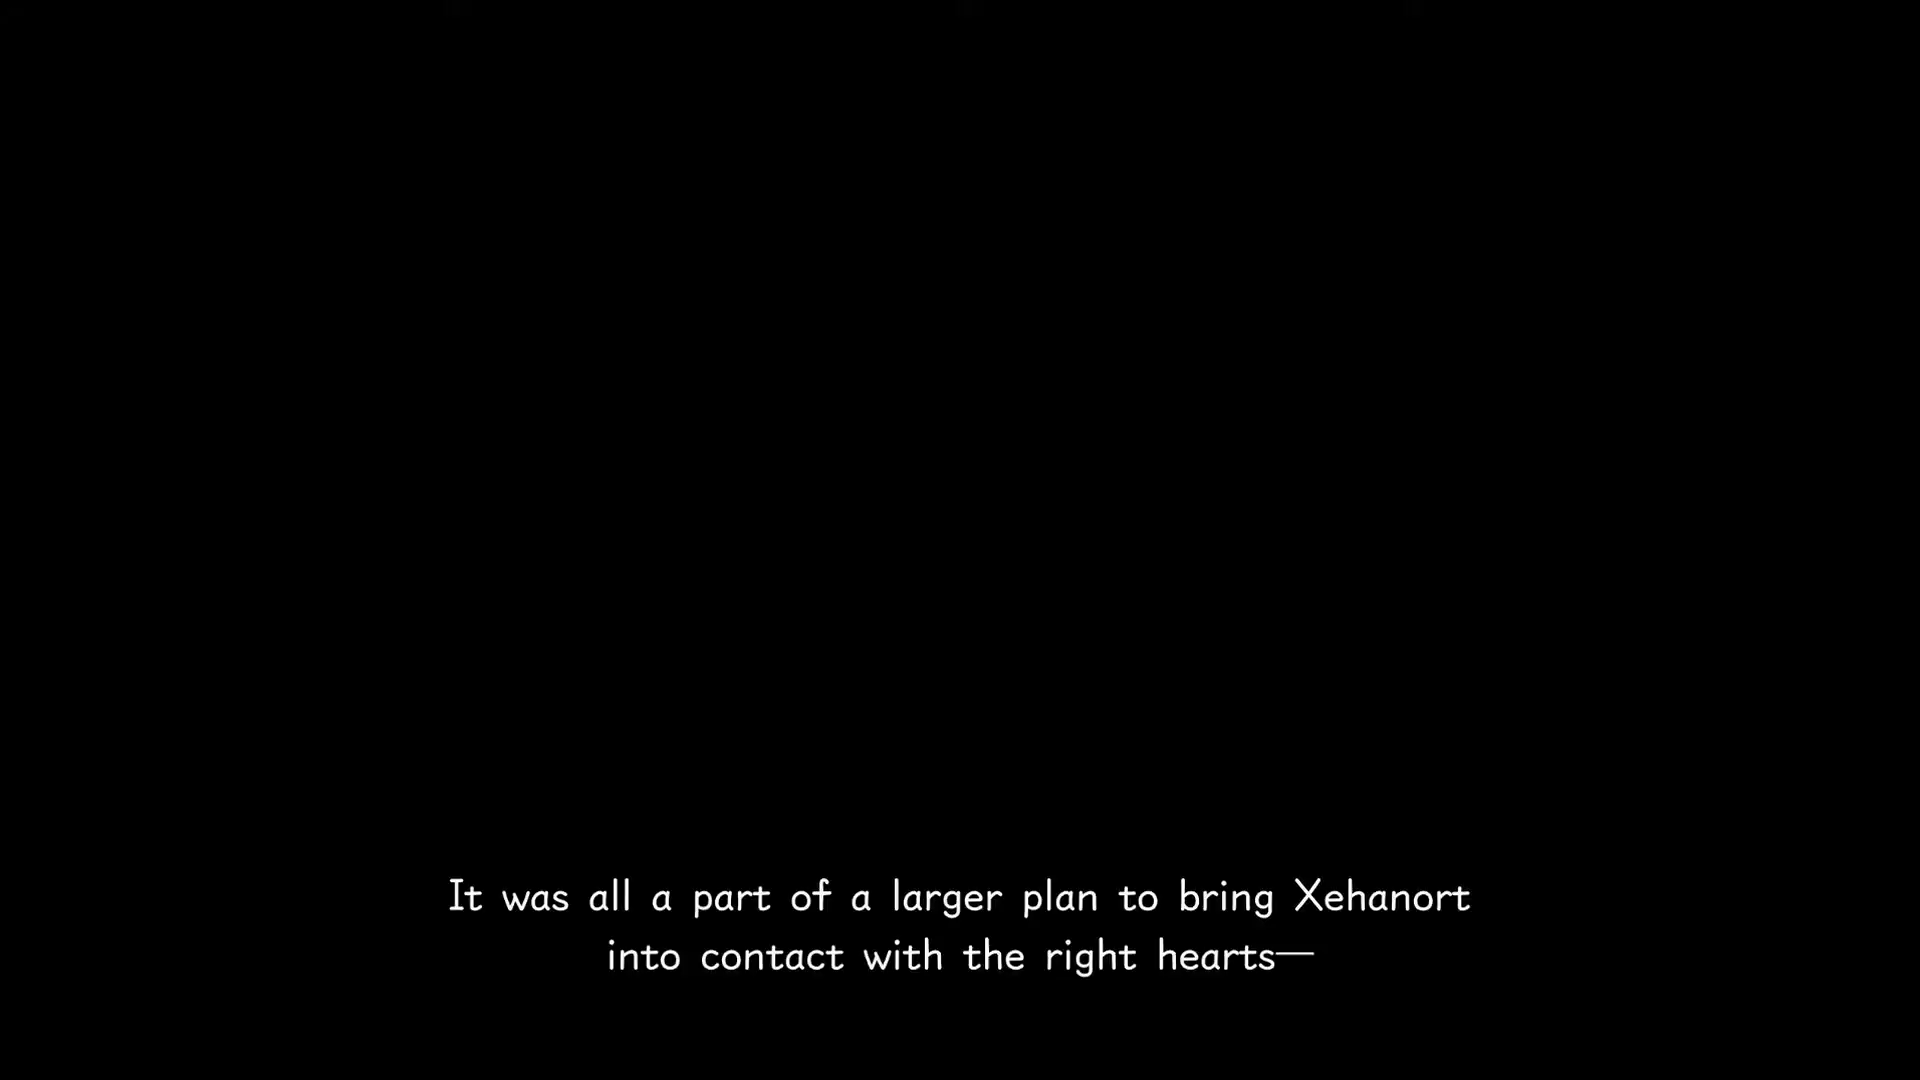 It was all a part of a larger plan to bring Xehanort
into contact with the right hearts—